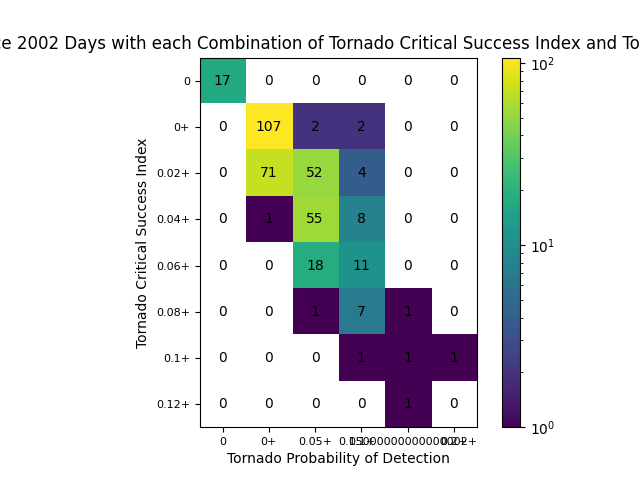 ce 2002 Days with each Combination of Tornado Critical Success Index and To
0 17 0 0 0 0 0
0+ 0 107 2 2 0 0
0.02+ 0 71 52 4 0 0
0.04+ 0 1 55 8 0 0
0.06+ 0 0 18 11 0 0
0.08+ 0 0 1 7 1 0
0.1+ 0 0 0 1 1 1
0.12+ 0 0 0 0 1 0
0 0+ 0.05+
Tornado Probability of Detection
Tornado Critical Success Index
10²
10¹
10⁰